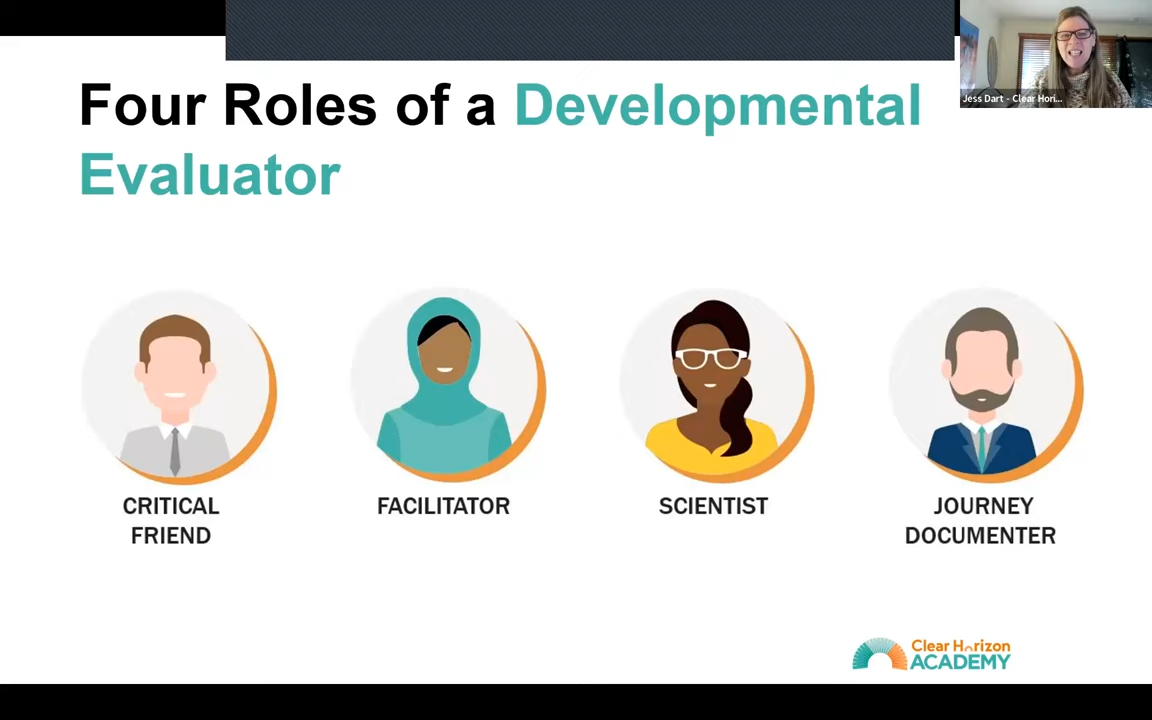 Jess Dart - Clear Hori...
Four Roles of a Developmental
Evaluator
CRITICAL
FRIEND
FACILITATOR
SCIENTIST
JOURNEY
DOCUMENTER
Clear Horizon
ACADEMY